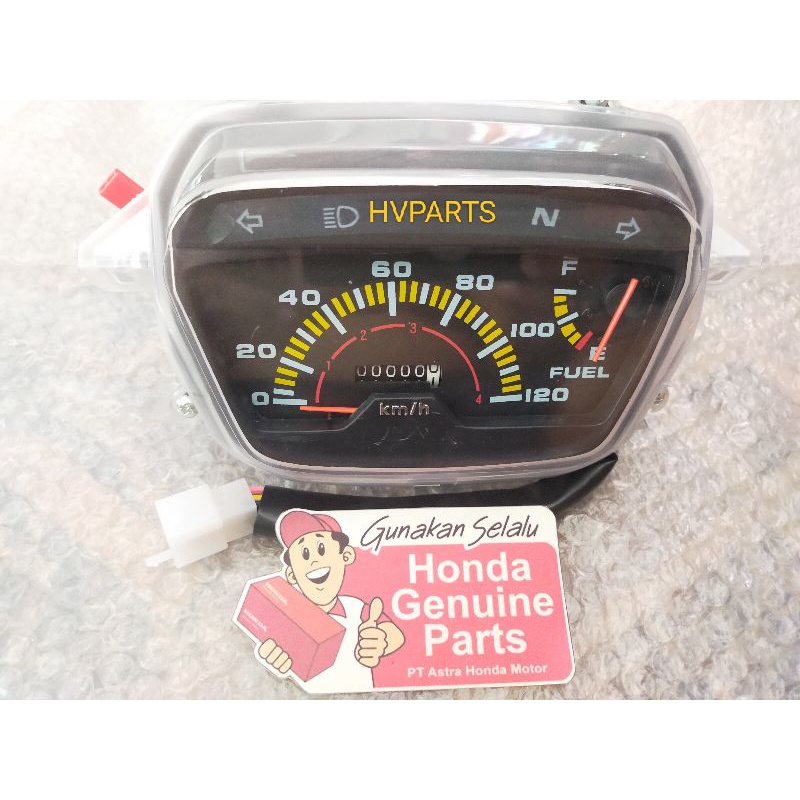 HVPARTS N
F
60
40 80
20 100
E
FUEL
1 2 3 4
00000
0 km/h 120
Gunakan Selalu
Honda
Genuine
Parts
PT Astra Honda Motor